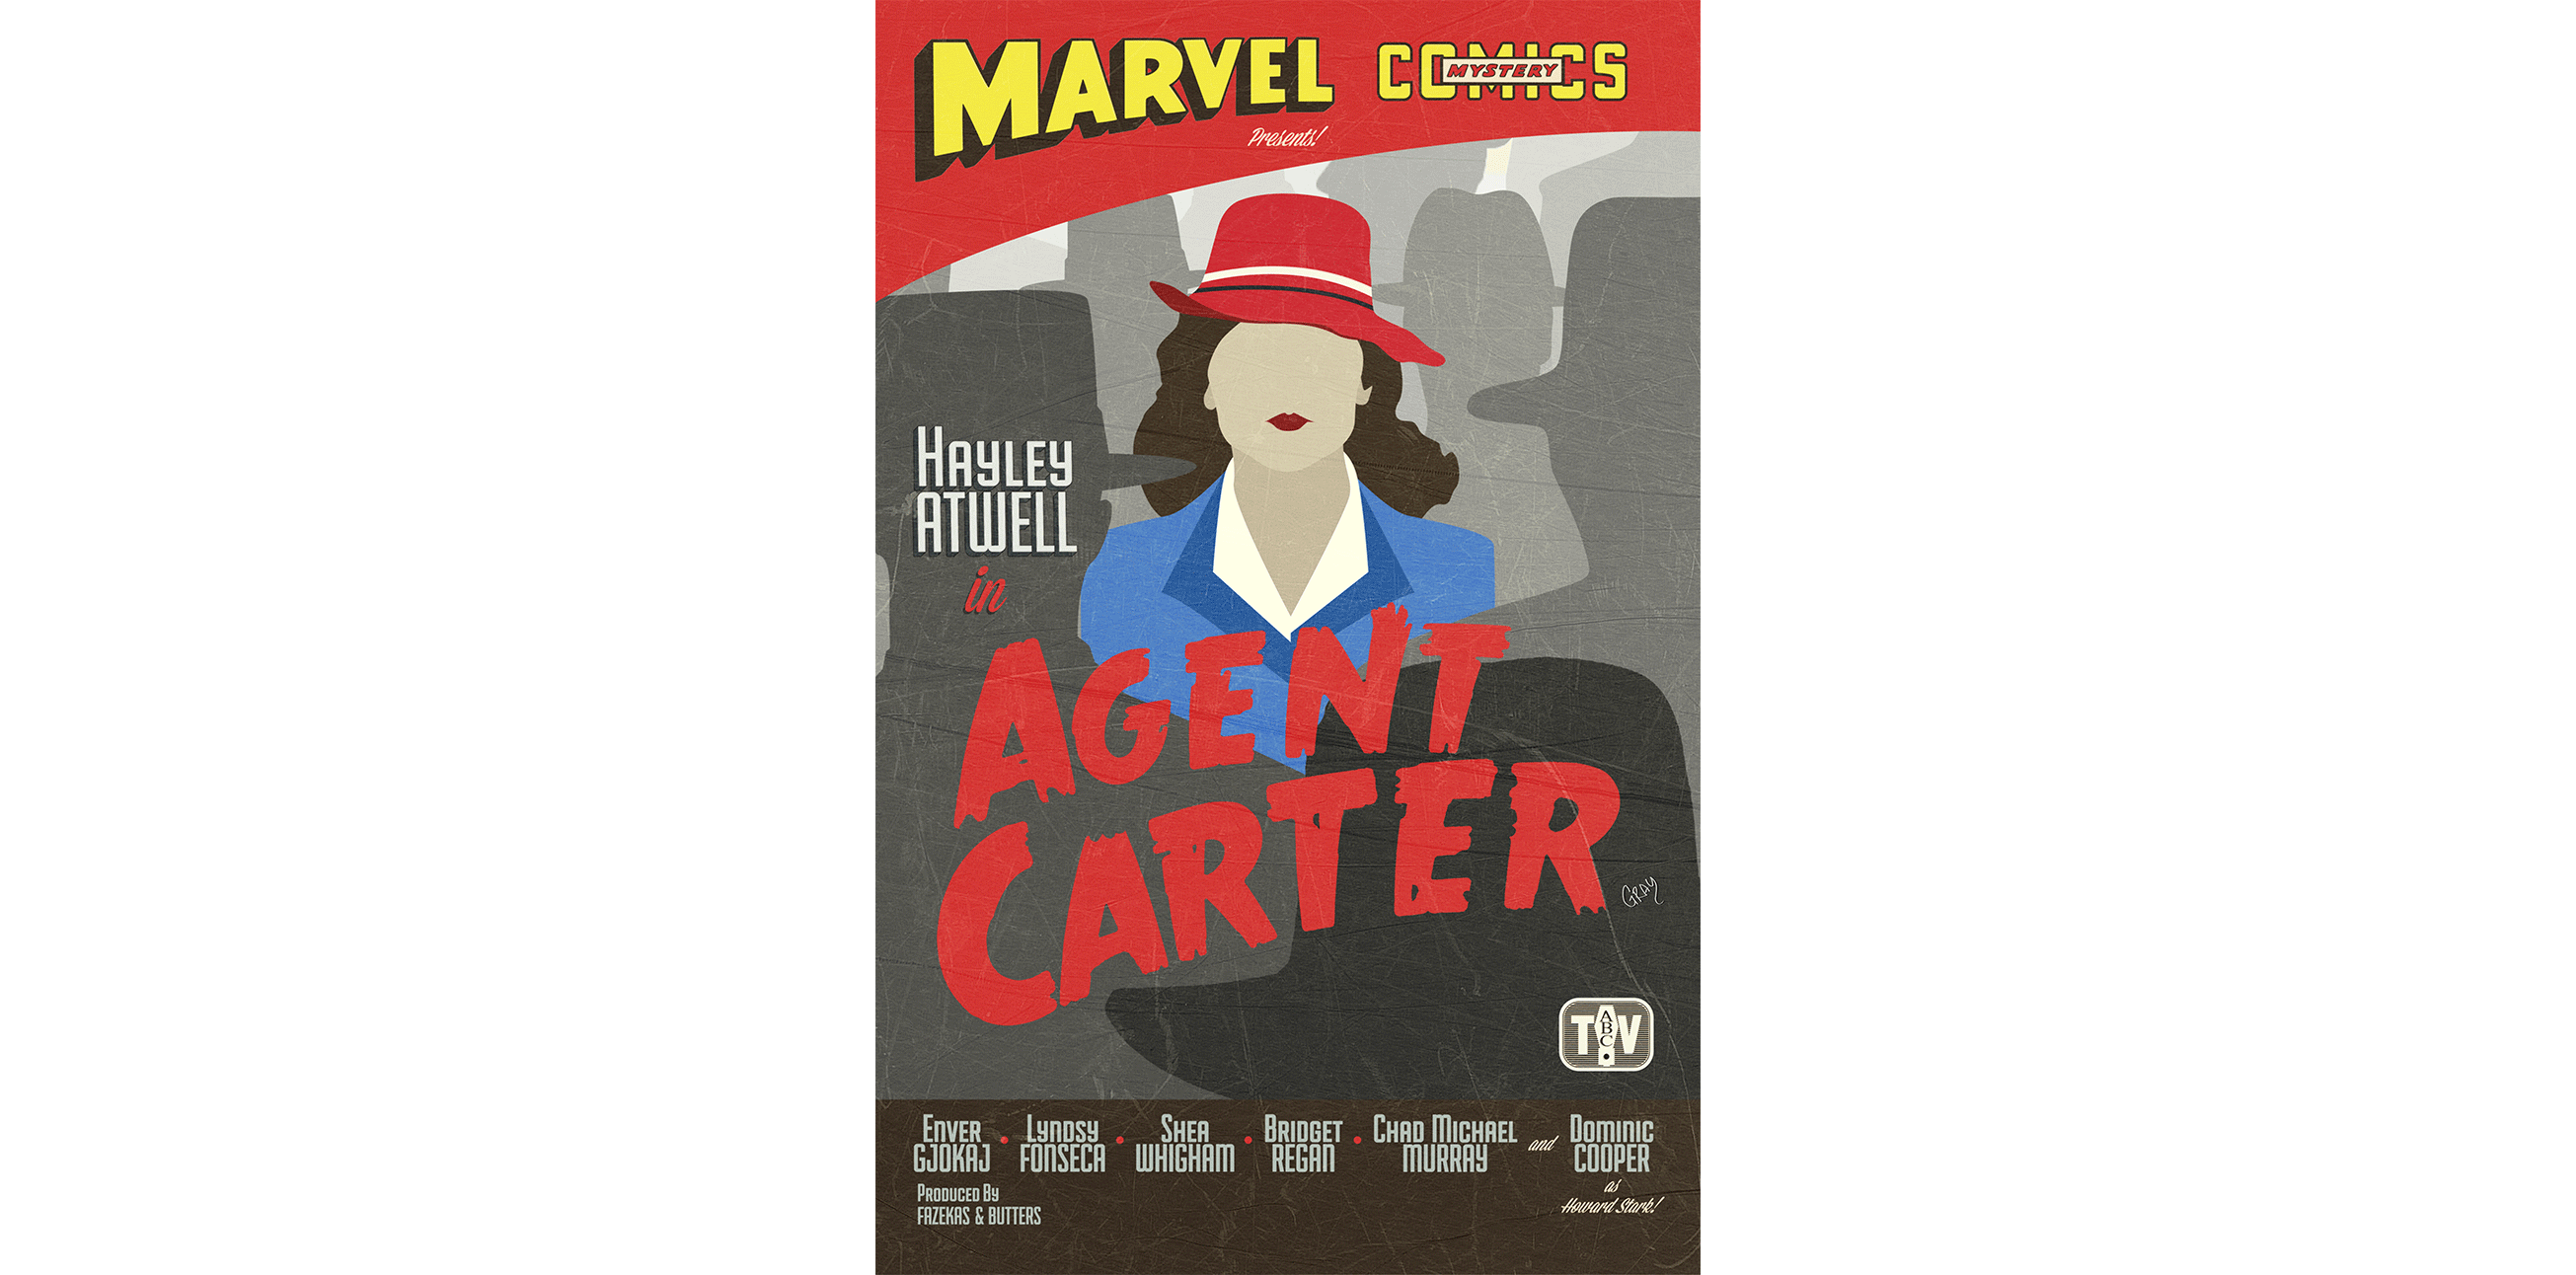 MARVEL
COMICS
MYSTERY
Presents!
HAYLEY
ATWELL
in
AGENT
CARTER
GRAY
T ABC V
ENVER
GJOKAJ
LYNDSY
FONSECA
SHEA
WHIGHAM
BRIDGET
REGAN
CHAD MICHAEL
MURRAY
and
DOMINIC
COOPER
as
Howard Stark!
PRODUCED BY
FAZEKAS & BUTTERS